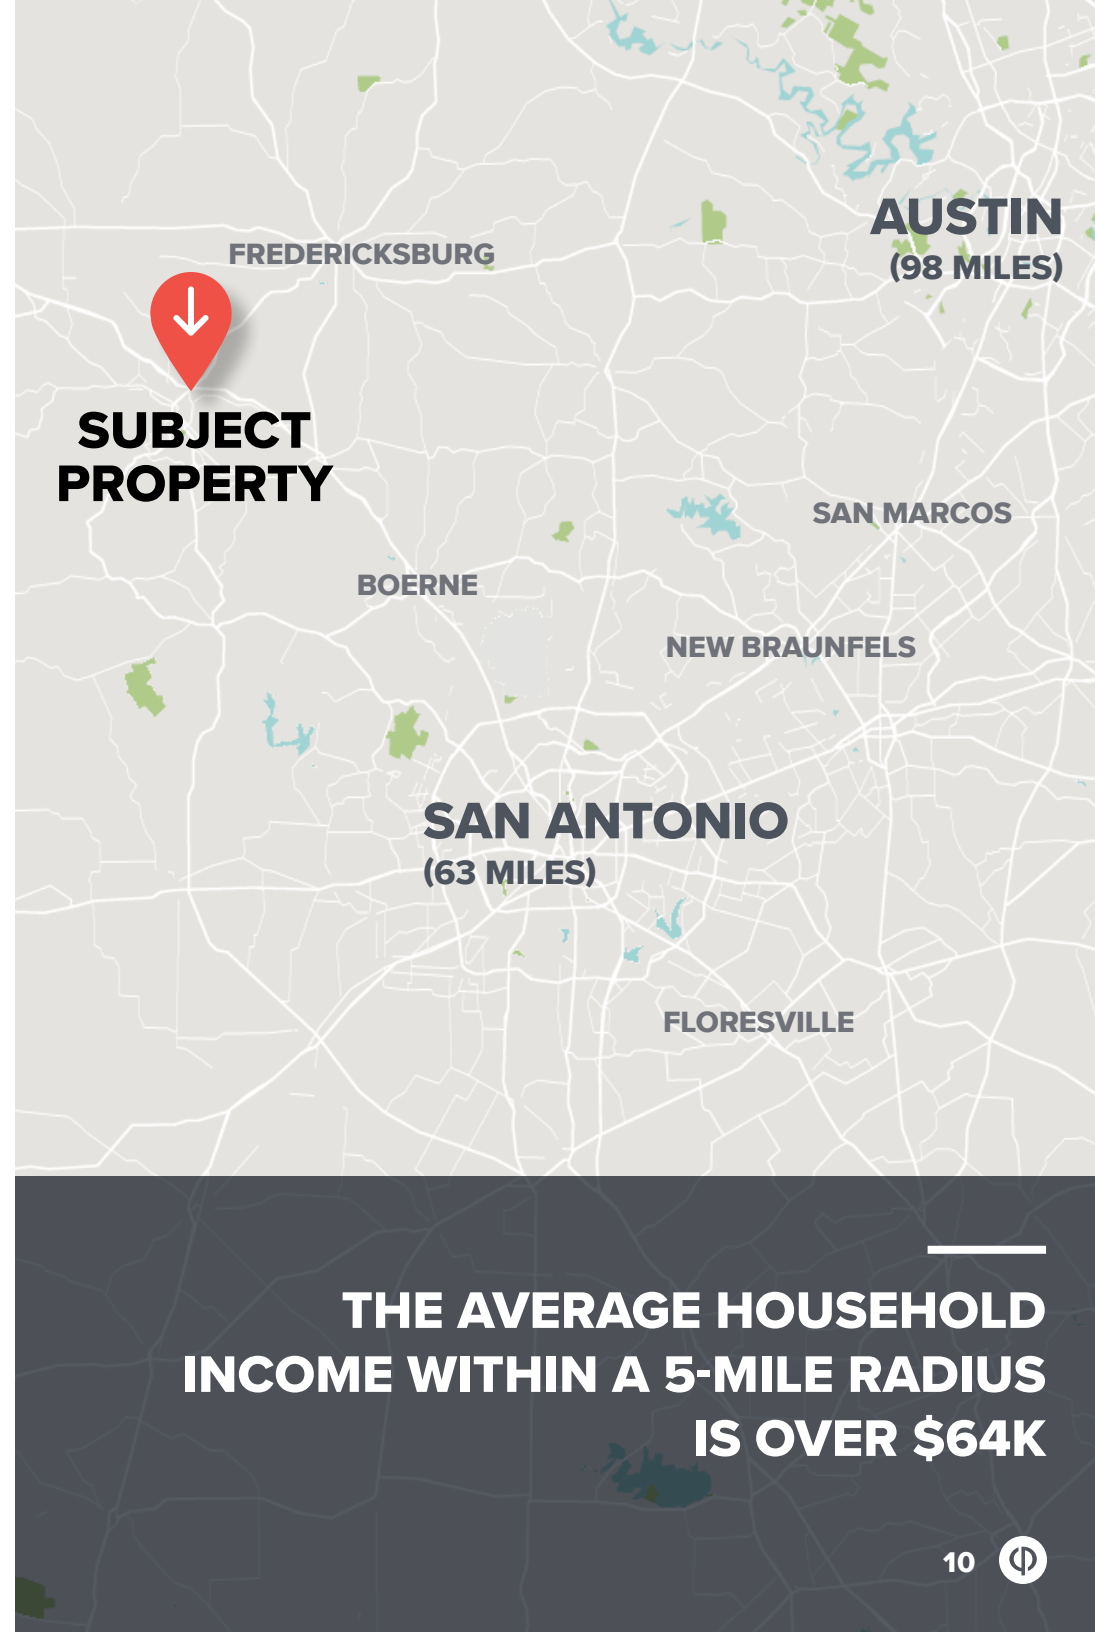 AUSTIN
(98 MILES)
FREDERICKSBURG
SUBJECT
PROPERTY
SAN MARCOS
BOERNE
NEW BRAUNFELS
SAN ANTONIO
(63 MILES)
FLORESVILLE
THE AVERAGE HOUSEHOLD
INCOME WITHIN A 5-MILE RADIUS
IS OVER $64K
10